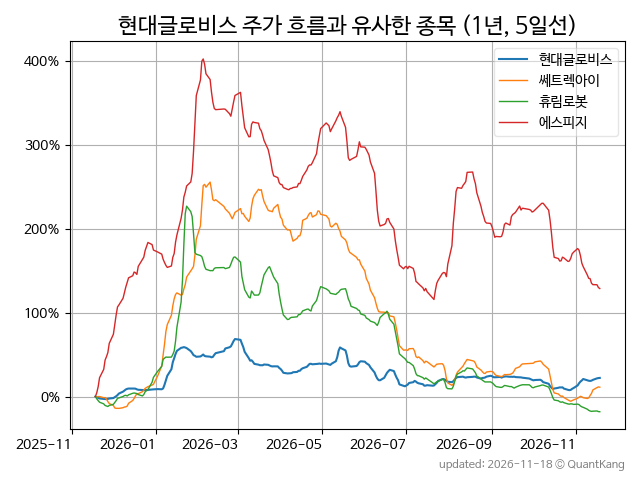 현대글로비스 주가 흐름과 유사한 종목 (1년, 5일선)
현대글로비스
쎄트렉아이
휴림로봇
에스피지
400%
300%
200%
100%
0%
2025-11 2026-01 2026-03 2026-05 2026-07 2026-09 2026-11
updated: 2026-11-18 © QuantKang